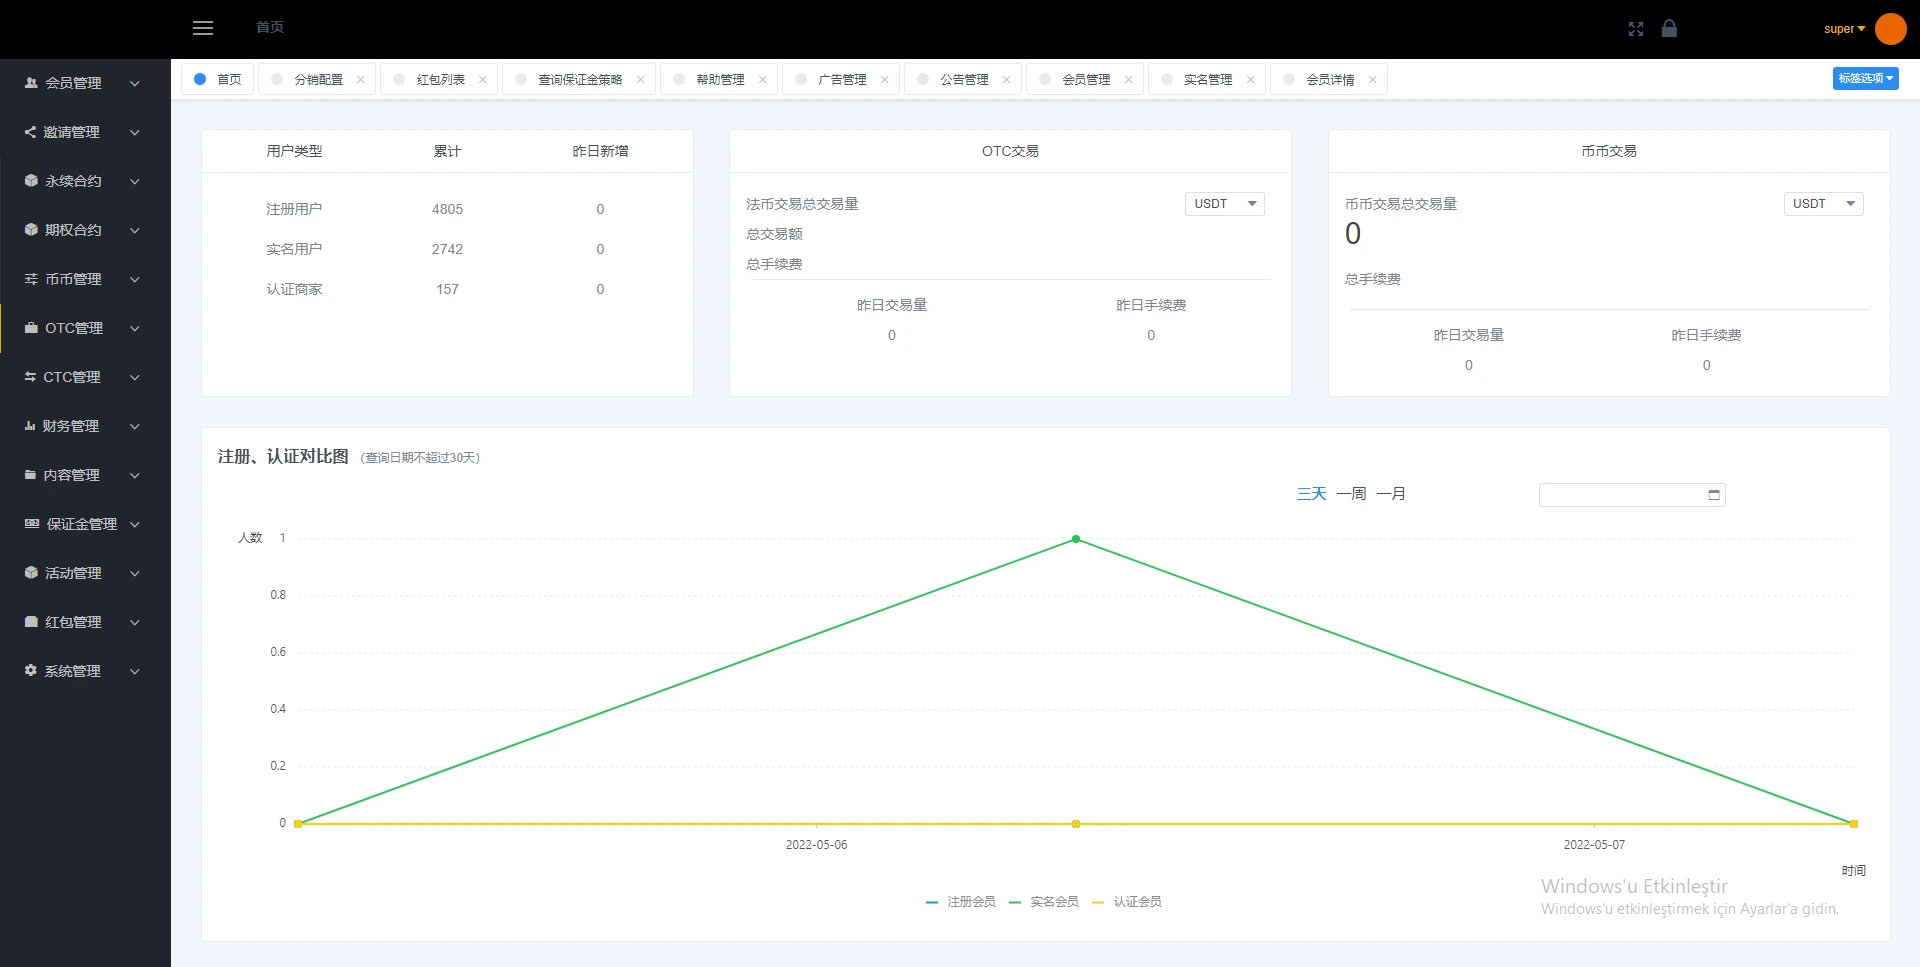 首页
super
会员管理
邀请管理
永续合约
期权合约
币币管理
OTC管理
CTC管理
财务管理
内容管理
保证金管理
活动管理
红包管理
系统管理
首页 分销配置 红包列表 查询保证金策略 帮助管理 广告管理 公告管理 会员管理 实名管理 会员详情 标签选项
用户类型 累计 昨日新增
注册用户 4805 0
实名用户 2742 0
认证商家 157 0
OTC交易
法币交易总交易量 USDT
总交易额
总手续费
昨日交易量 昨日手续费
0 0
币币交易
币币交易总交易量 USDT
0
总手续费
昨日交易量 昨日手续费
0 0
注册、认证对比图 (查询日期不超过30天)
三天 一周 一月
人数 1
0.8
0.6
0.4
0.2
0
2022-05-06 2022-05-07
时间
注册会员 实名会员 认证会员
Windows'u Etkinleştir
Windows'u etkinleştirmek için Ayarlar'a gidin.